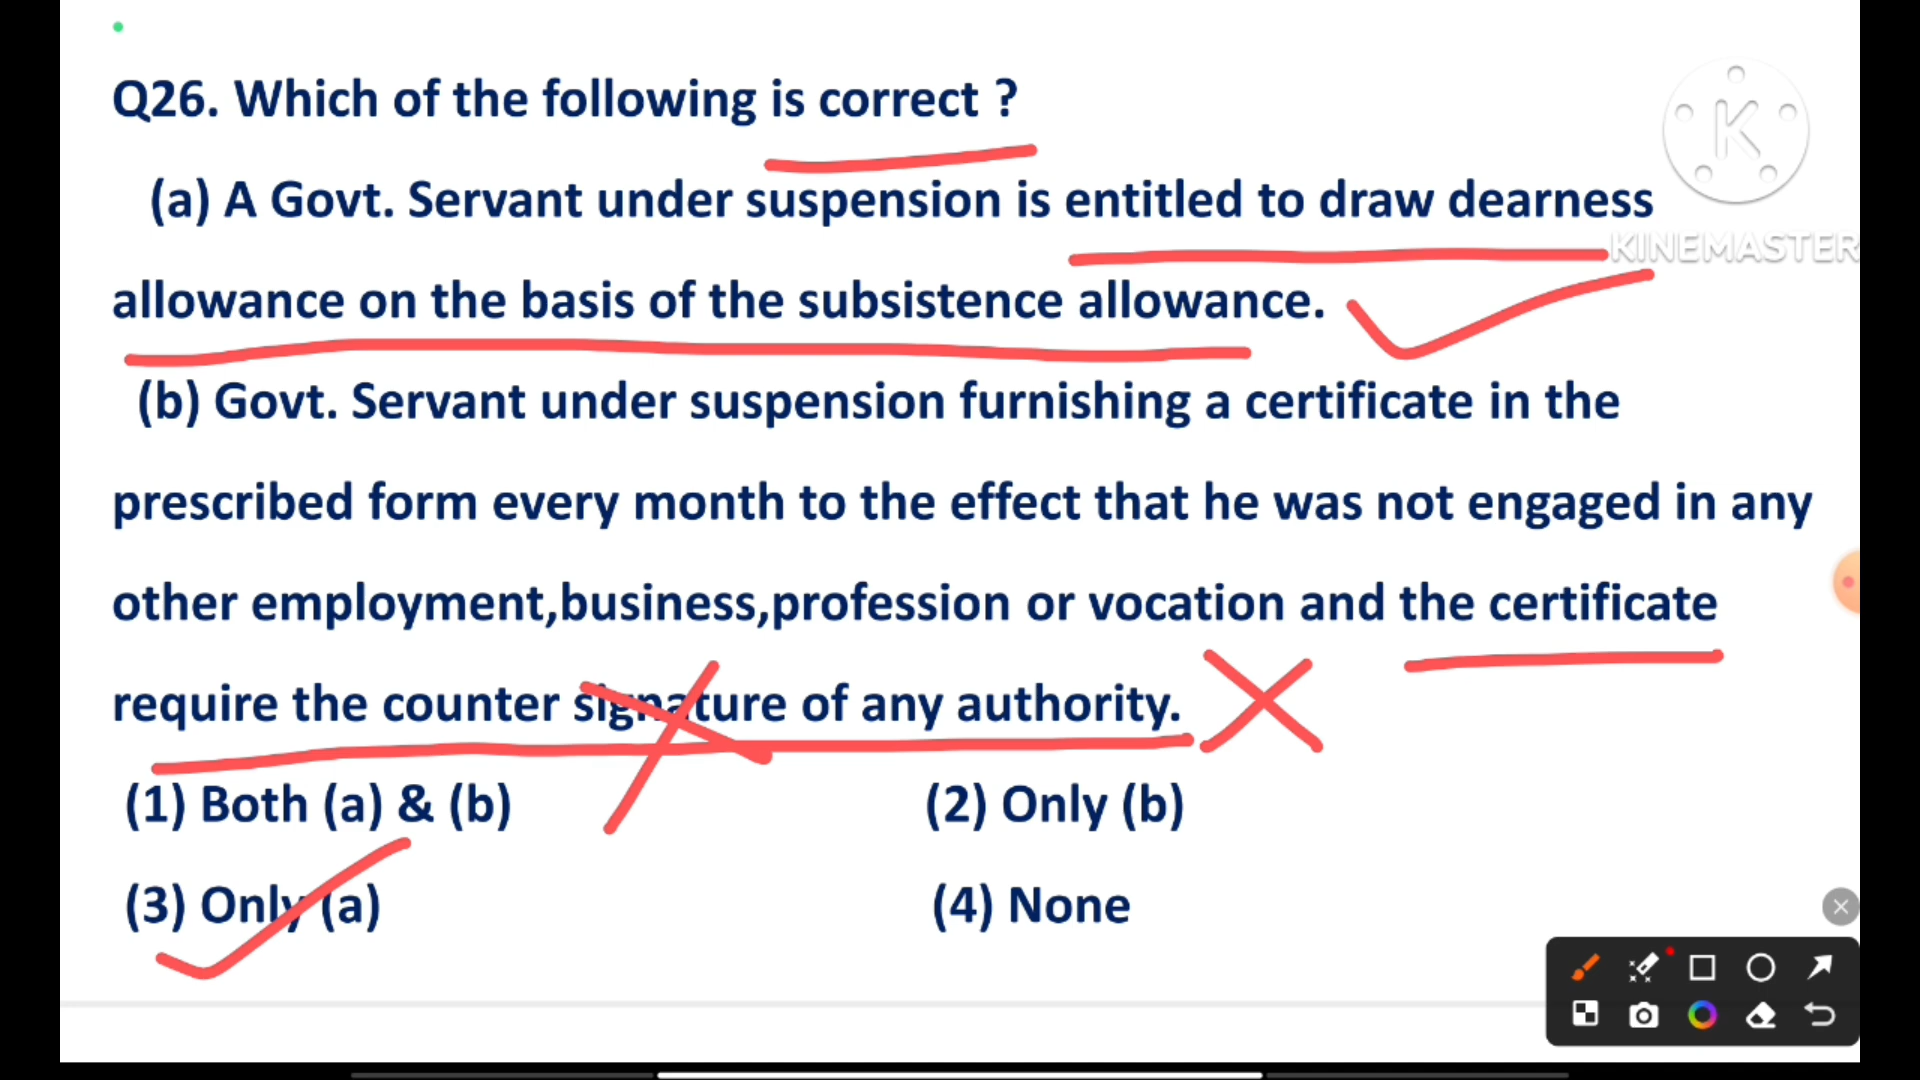 Q26. Which of the following is correct ?
(a) A Govt. Servant under suspension is entitled to draw dearness
allowance on the basis of the subsistence allowance.
(b) Govt. Servant under suspension furnishing a certificate in the
prescribed form every month to the effect that he was not engaged in any
other employment,business,profession or vocation and the certificate
require the counter signature of any authority.
(1) Both (a) & (b) (2) Only (b)
(3) Only (a) (4) None
K
KINEMASTER